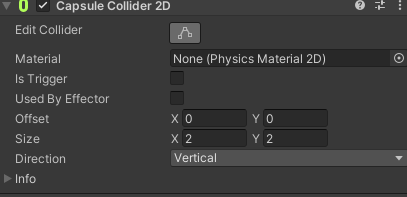 Capsule Collider 2D
Edit Collider
Material None (Physics Material 2D)
Is Trigger
Used By Effector
Offset X 0 Y 0
Size X 2 Y 2
Direction Vertical
Info